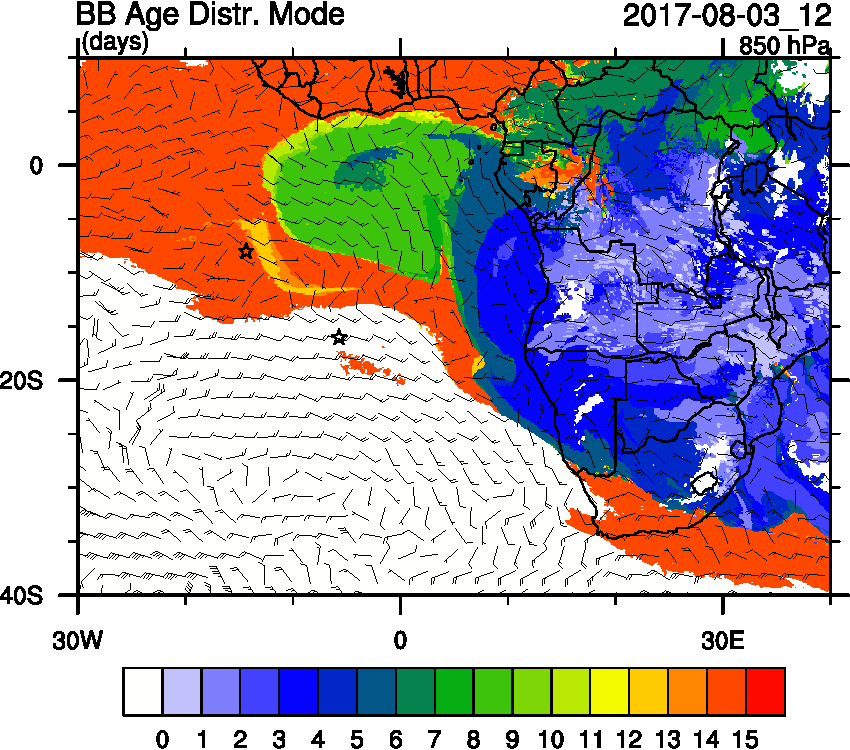 BB Age Distr. Mode 2017-08-03_12
(days) 850 hPa
0
20S
40S
30W 0 30E
0 1 2 3 4 5 6 7 8 9 10 11 12 13 14 15